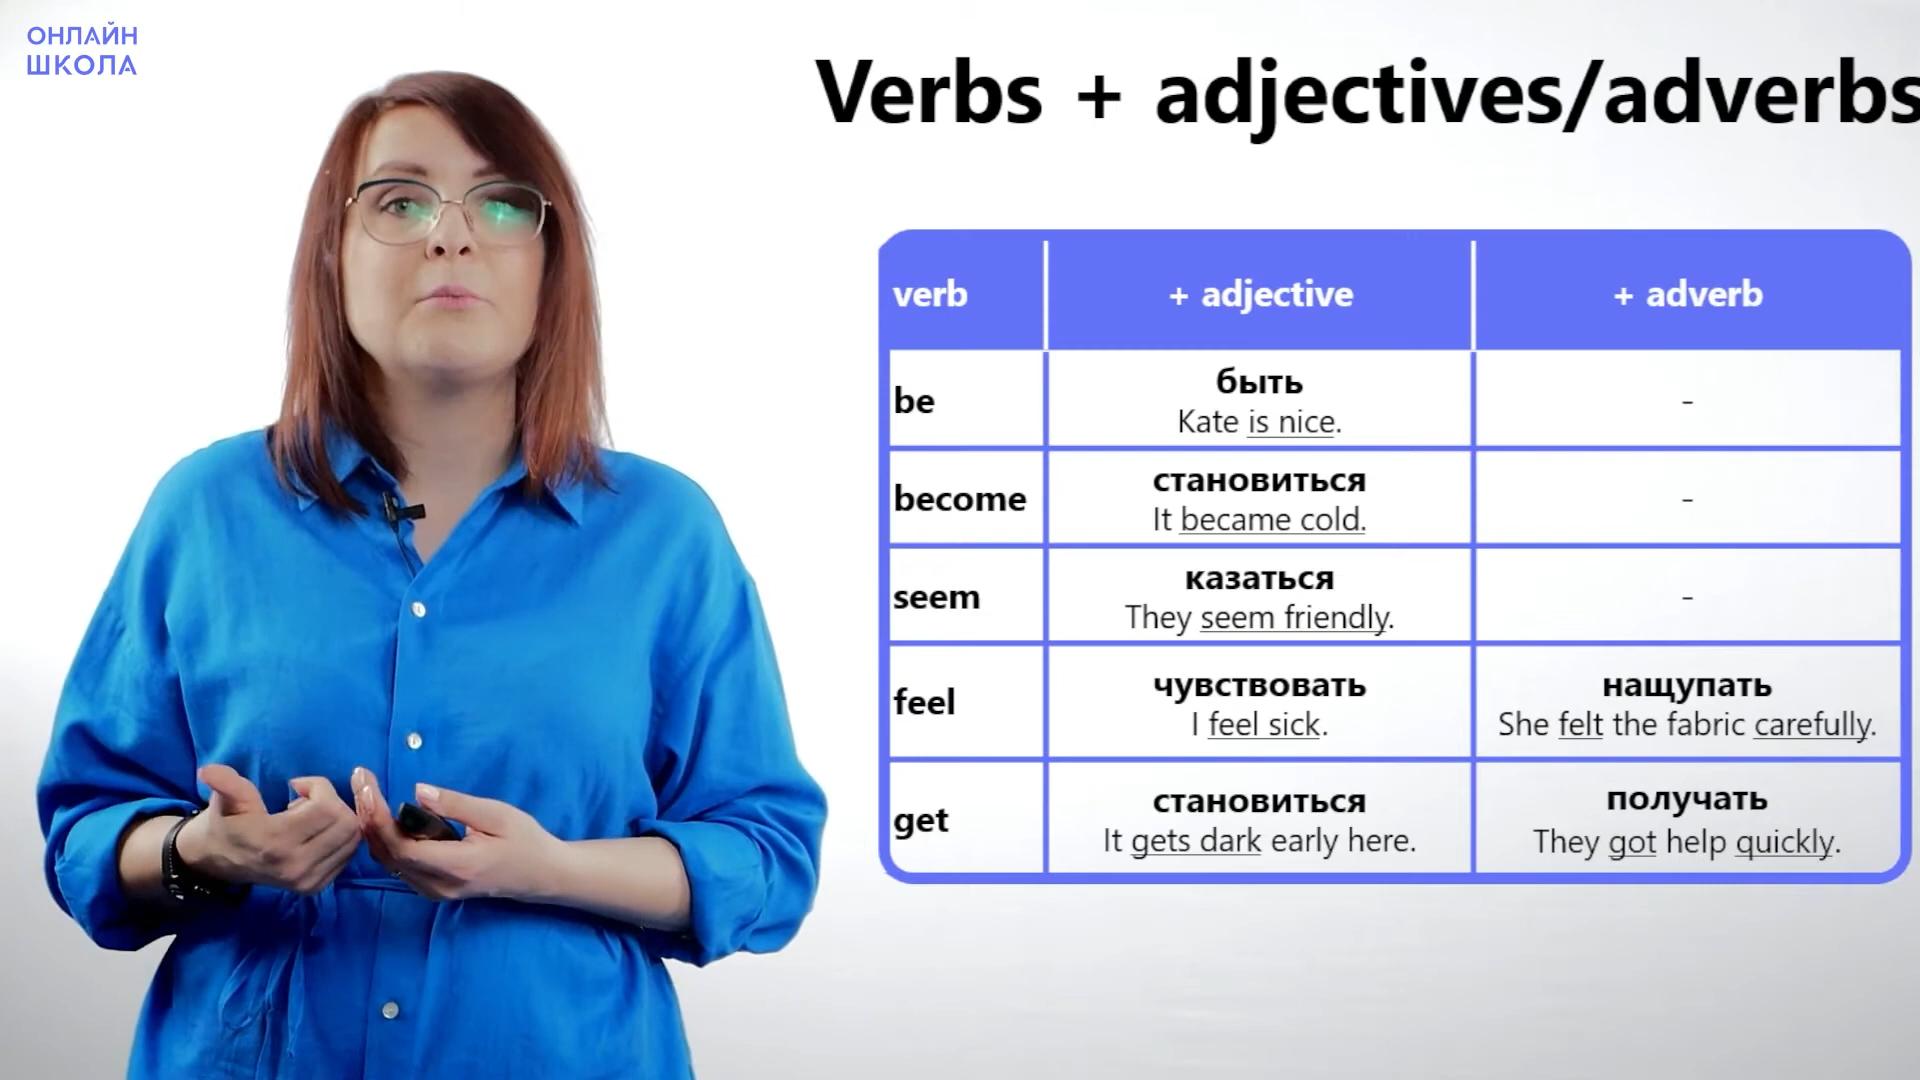 ОНЛАЙН
ШКОЛА
Verbs + adjectives/adverbs
verb + adjective + adverb
be
быть
Kate is nice.
-
become
становиться
It became cold.
-
seem
казаться
They seem friendly.
-
feel
чувствовать
I feel sick.
нащупать
She felt the fabric carefully.
get
становиться
It gets dark early here.
получать
They got help quickly.